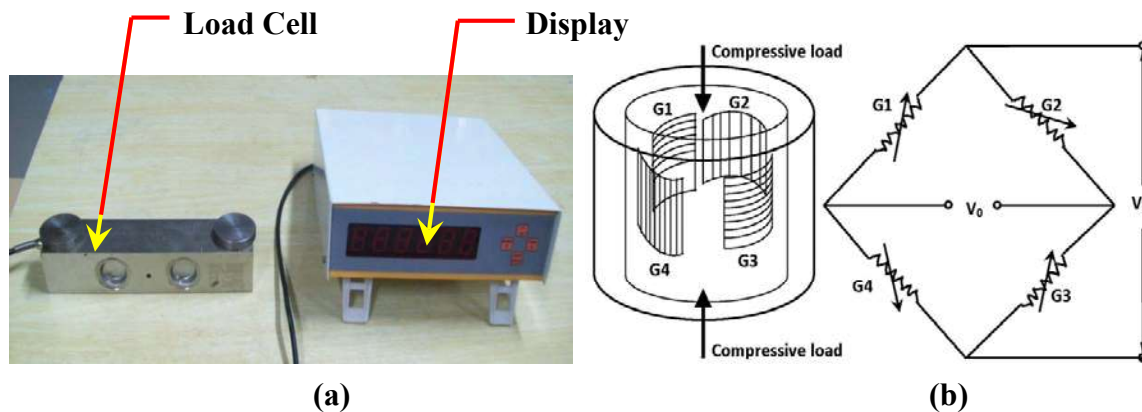 Load Cell
Display
Compressive load
G1
G2
G4
G3
Compressive load
G1
G2
V₀
V
G4
G3
(a)
(b)